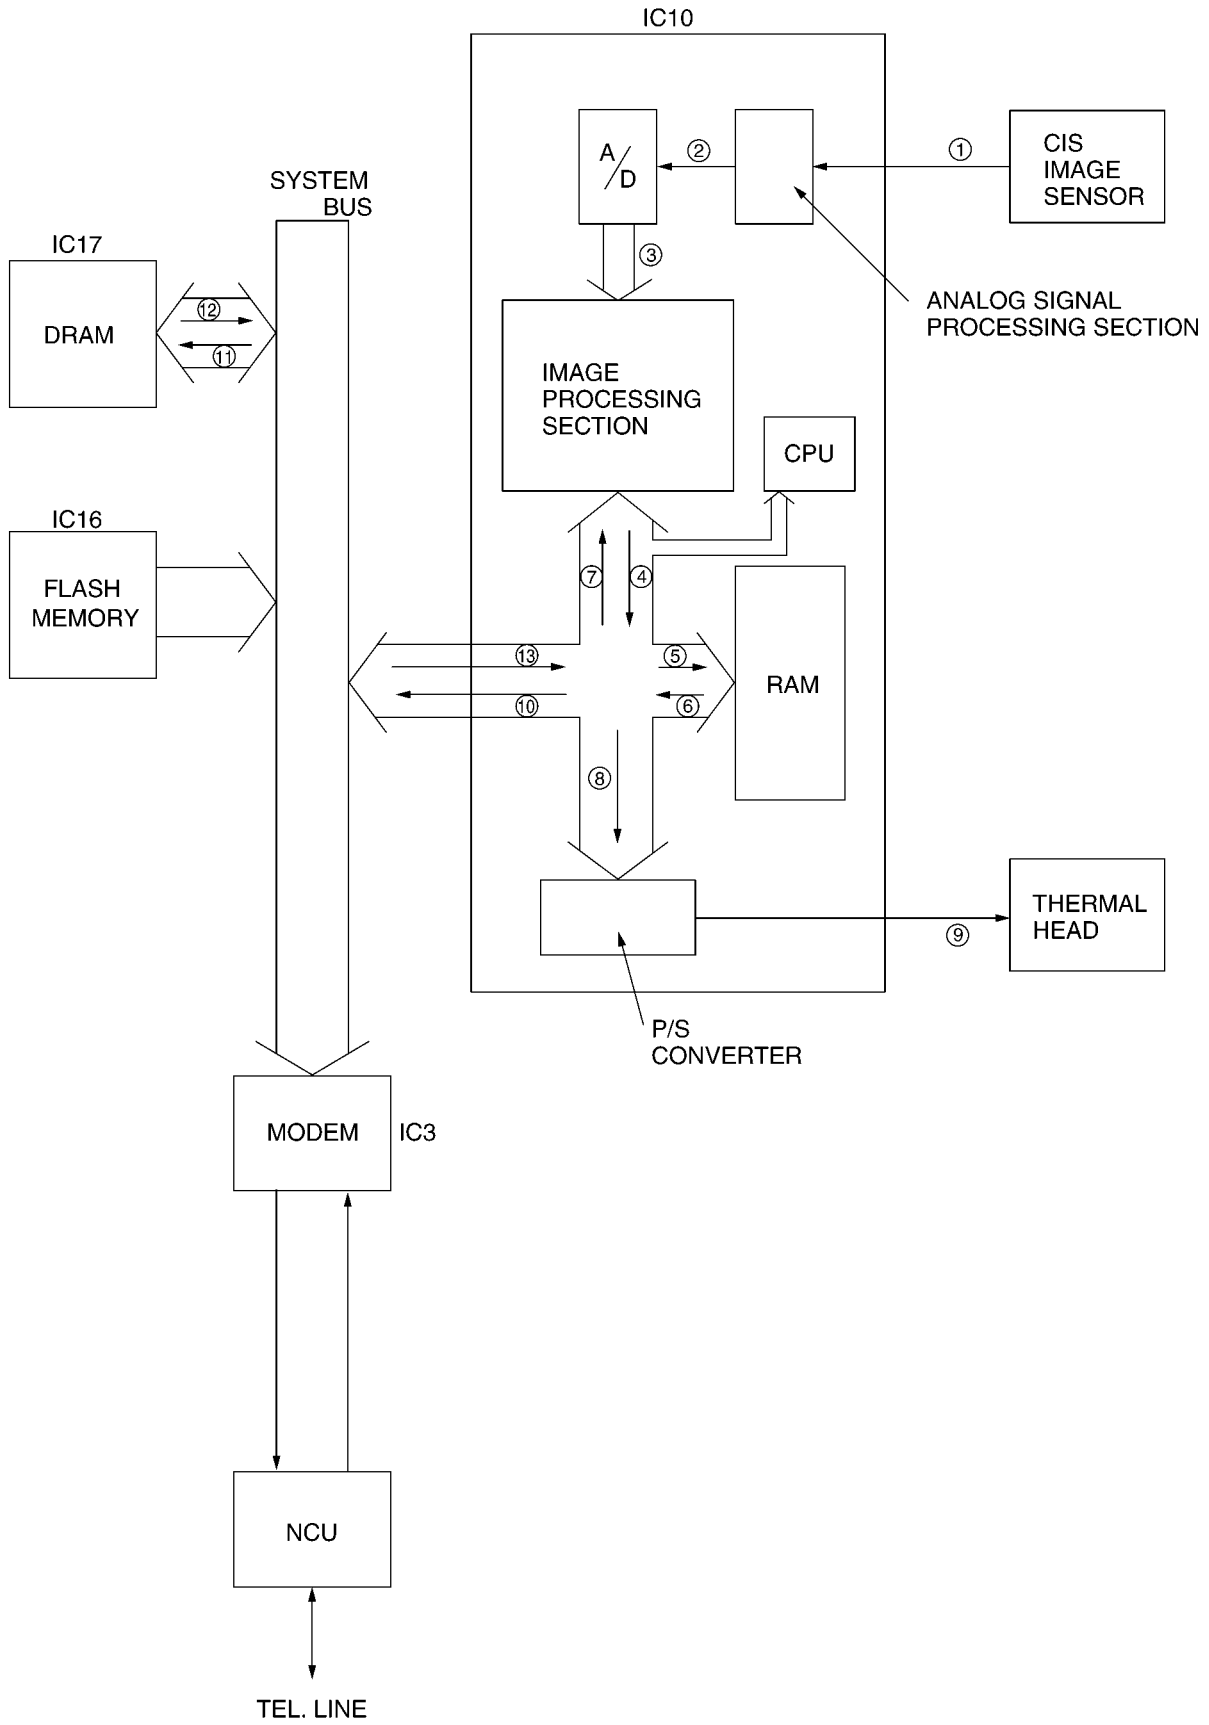 IC10
A/D
②
①
CIS
IMAGE
SENSOR
SYSTEM
BUS
③
IC17
DRAM
⑫
⑪
ANALOG SIGNAL
PROCESSING SECTION
IMAGE
PROCESSING
SECTION
CPU
IC16
FLASH
MEMORY
⑦
④
⑬
⑤
RAM
⑩
⑥
⑧
THERMAL
HEAD
⑨
P/S
CONVERTER
MODEM
IC3
NCU
TEL. LINE